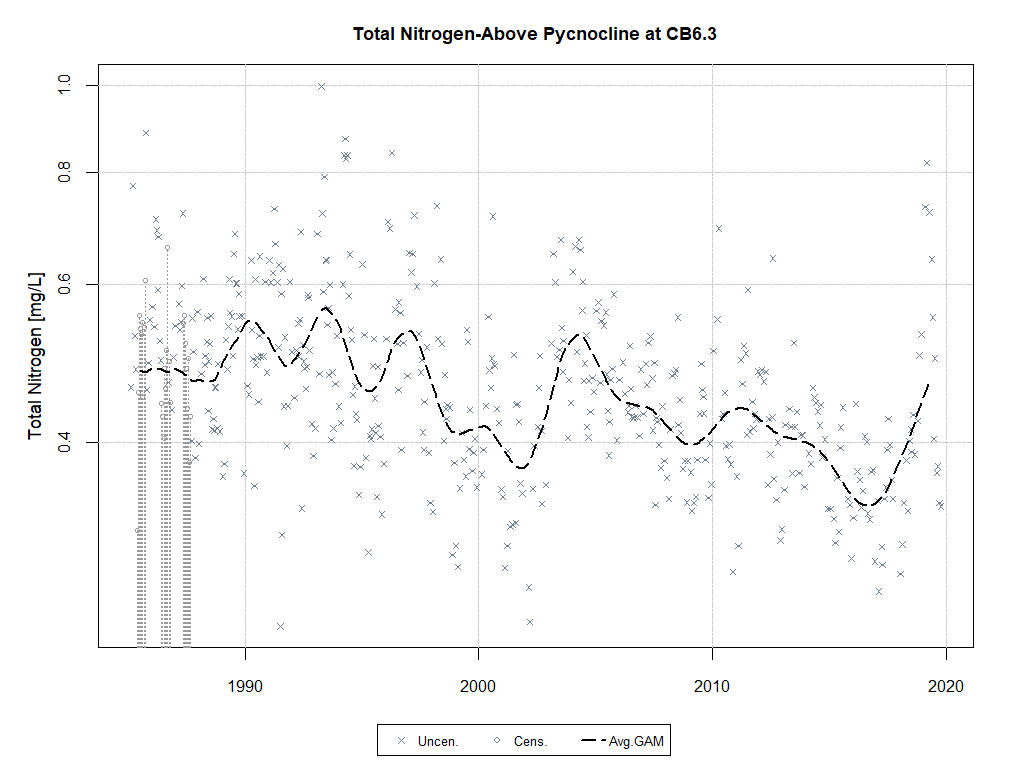 Total Nitrogen-Above Pycnocline at CB6.3
Total Nitrogen [mg/L]
1.0
0.8
0.6
0.4
1990 2000 2010 2020
Uncen. Cens. Avg.GAM